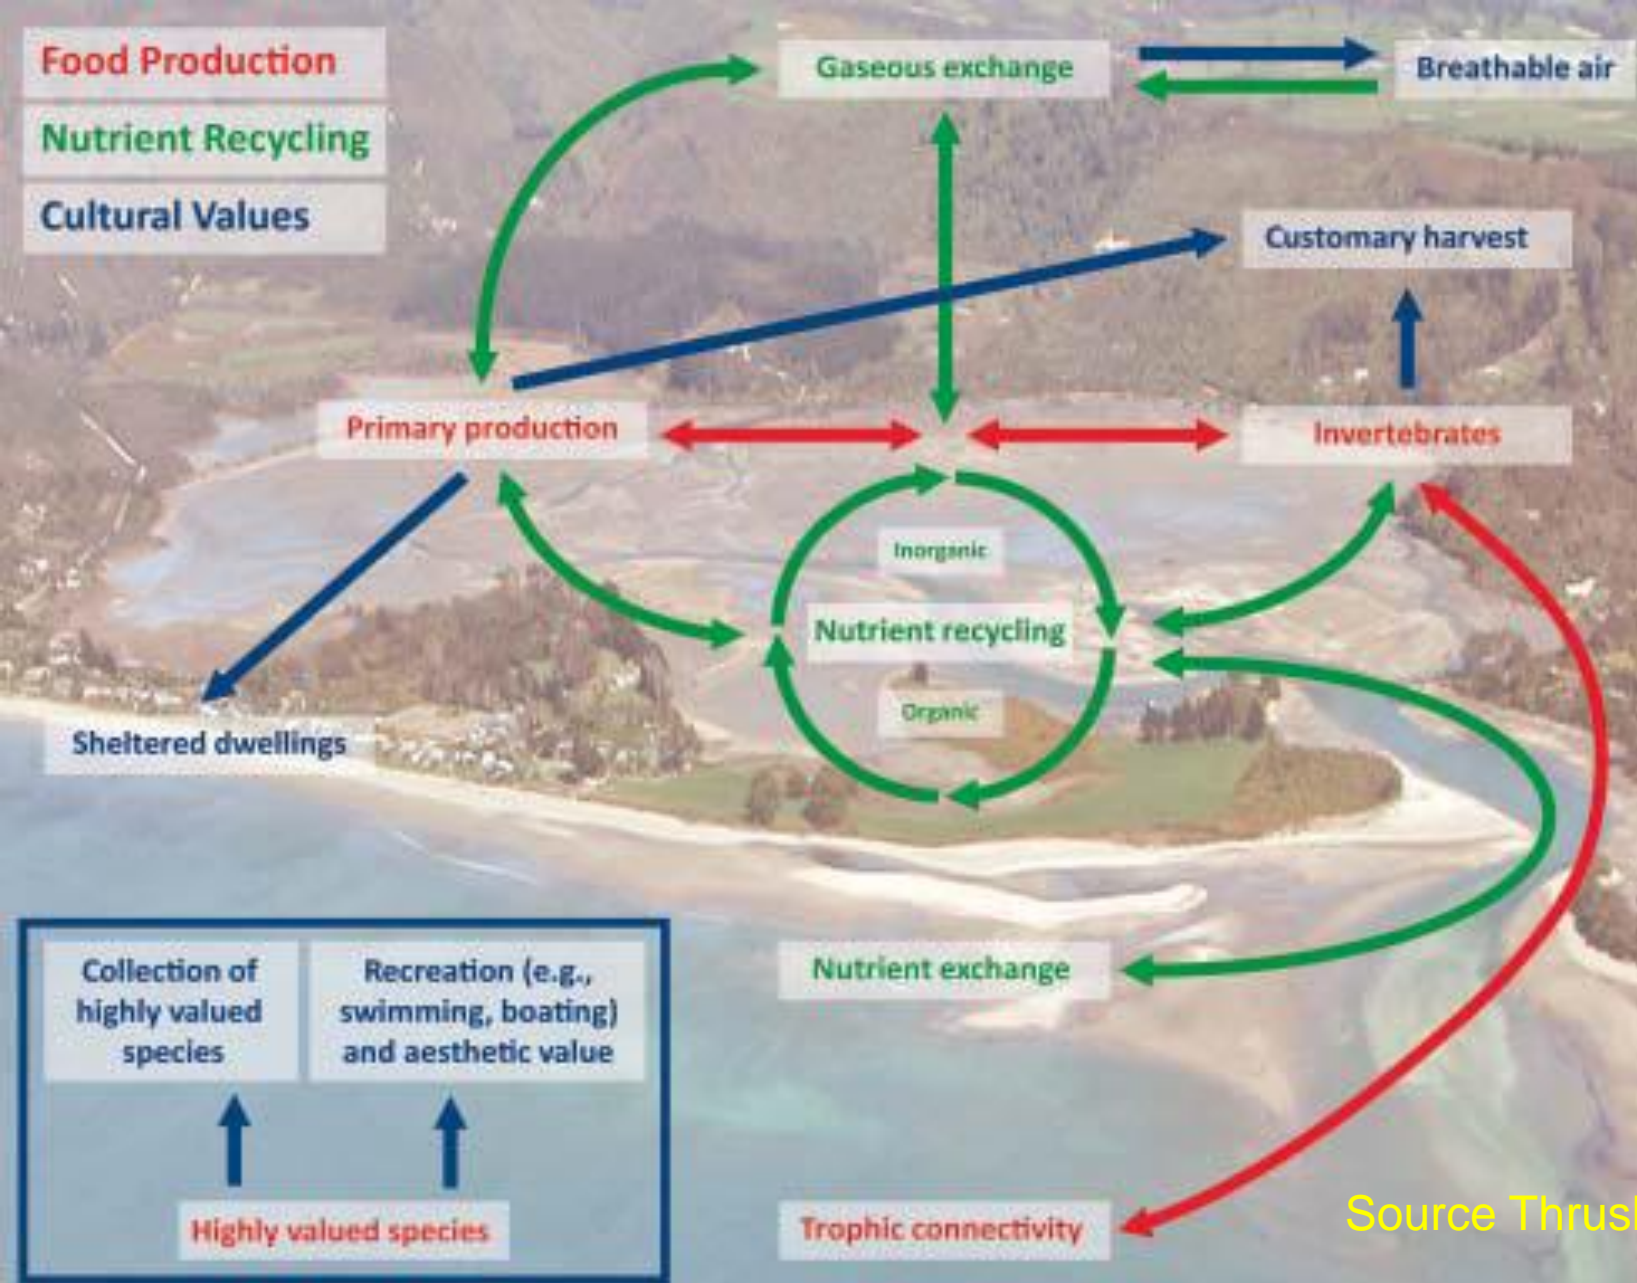 Food Production
Nutrient Recycling
Cultural Values
Gaseous exchange
Breathable air
Customary harvest
Primary production
Invertebrates
Inorganic
Nutrient recycling
Organic
Sheltered dwellings
Collection of
highly valued
species
Recreation (e.g.,
swimming, boating)
and aesthetic value
Highly valued species
Nutrient exchange
Trophic connectivity
Source